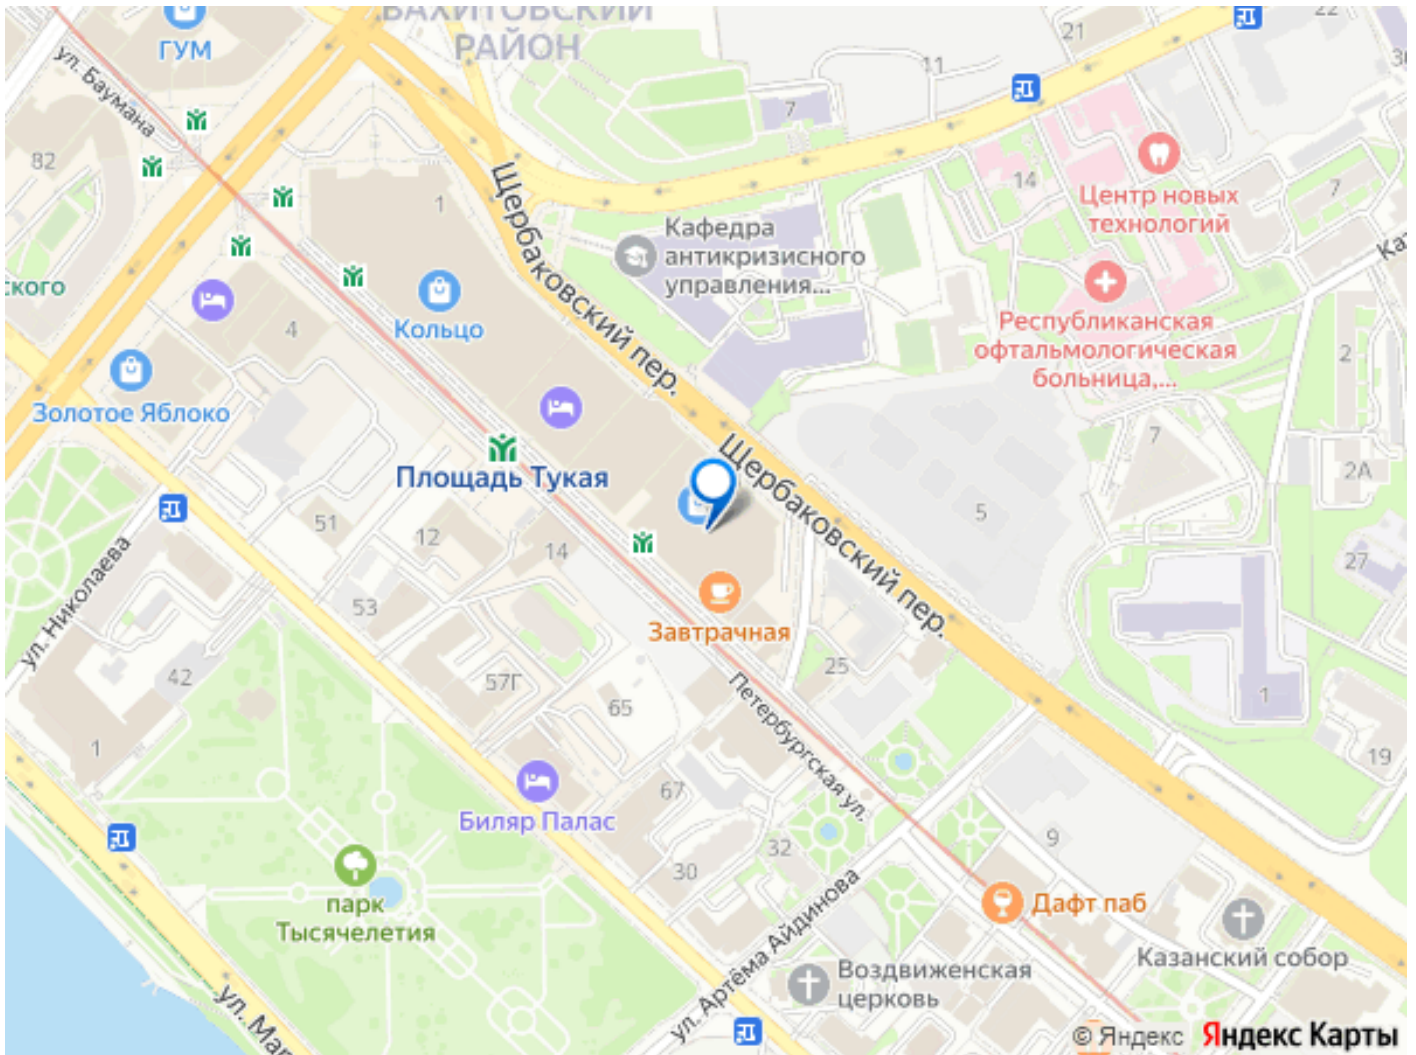 ВАХИТОВСКИЙ
РАЙОН
ГУМ
22
21
11
ул. Баумана
7
82
14
Центр новых
технологий
7
1
Щербаковский пер.
Кафедра
антикризисного
управления...
ского
4
Кольцо
Республиканская
офтальмологическая
больница,...
2
Золотое Яблоко
7
Щербаковский пер.
2А
Площадь Тукая
5
51
12
14
27
ул. Николаева
53
Завтрачная
25
42
57Г
65
Петербургская ул.
1
1
19
67
Биляр Палас
9
32
30
парк
Тысячелетия
Дафт паб
ул. Артёма Айдинова
Казанский собор
Воздвиженская
церковь
© Яндекс Яндекс Карты